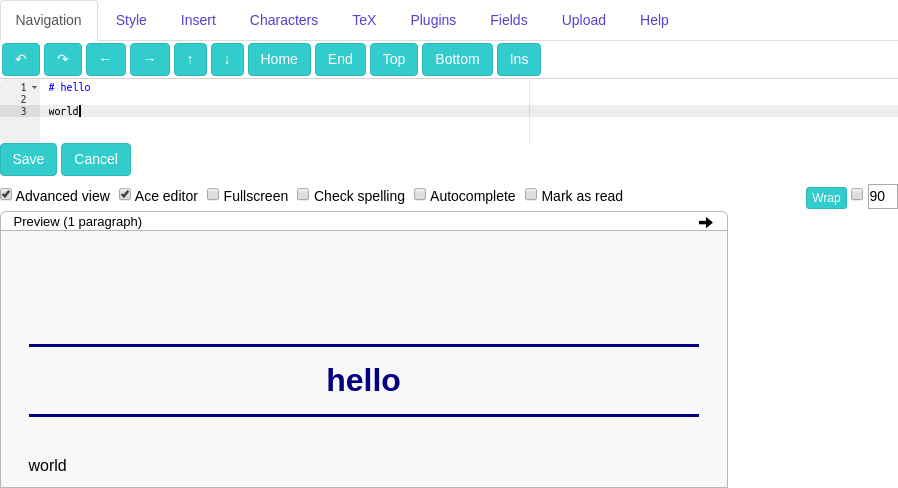 Navigation Style Insert Characters TeX Plugins Fields Upload Help
↶ ↷ ← → ↑ ↓ Home End Top Bottom Ins
1 # hello
2
3 world
Save Cancel
Advanced view Ace editor Fullscreen Check spelling Autocomplete Mark as read Wrap 90
Preview (1 paragraph)
hello
world